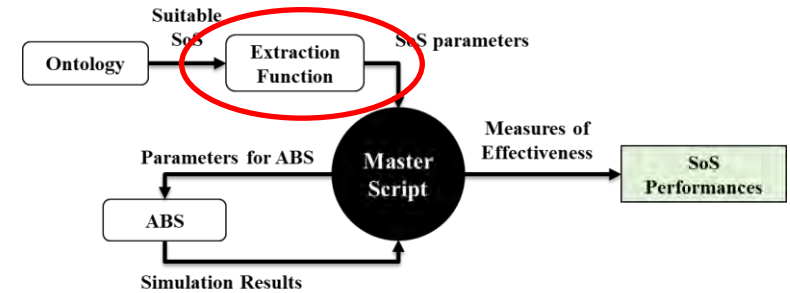 Suitable
SoS
Ontology
Extraction
Function
SoS parameters
Measures of
Effectiveness
Parameters for ABS
Master
Script
SoS
Performances
ABS
Simulation Results